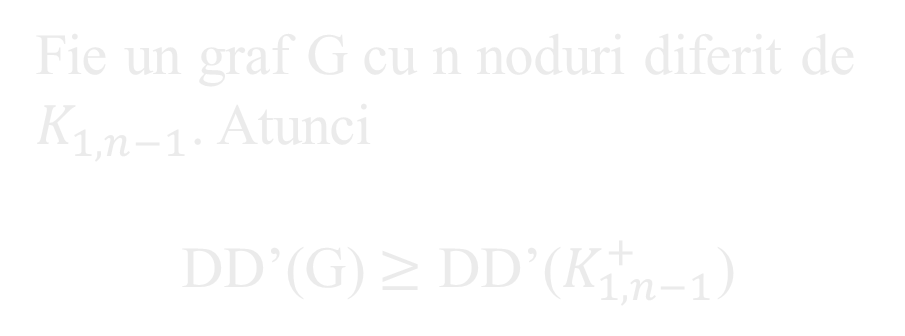 Fie un graf G cu n noduri diferit de
$K_{1,n-1}$. Atunci
DD’(G) ≥ DD’($K_{1,n-1}^{+}$)